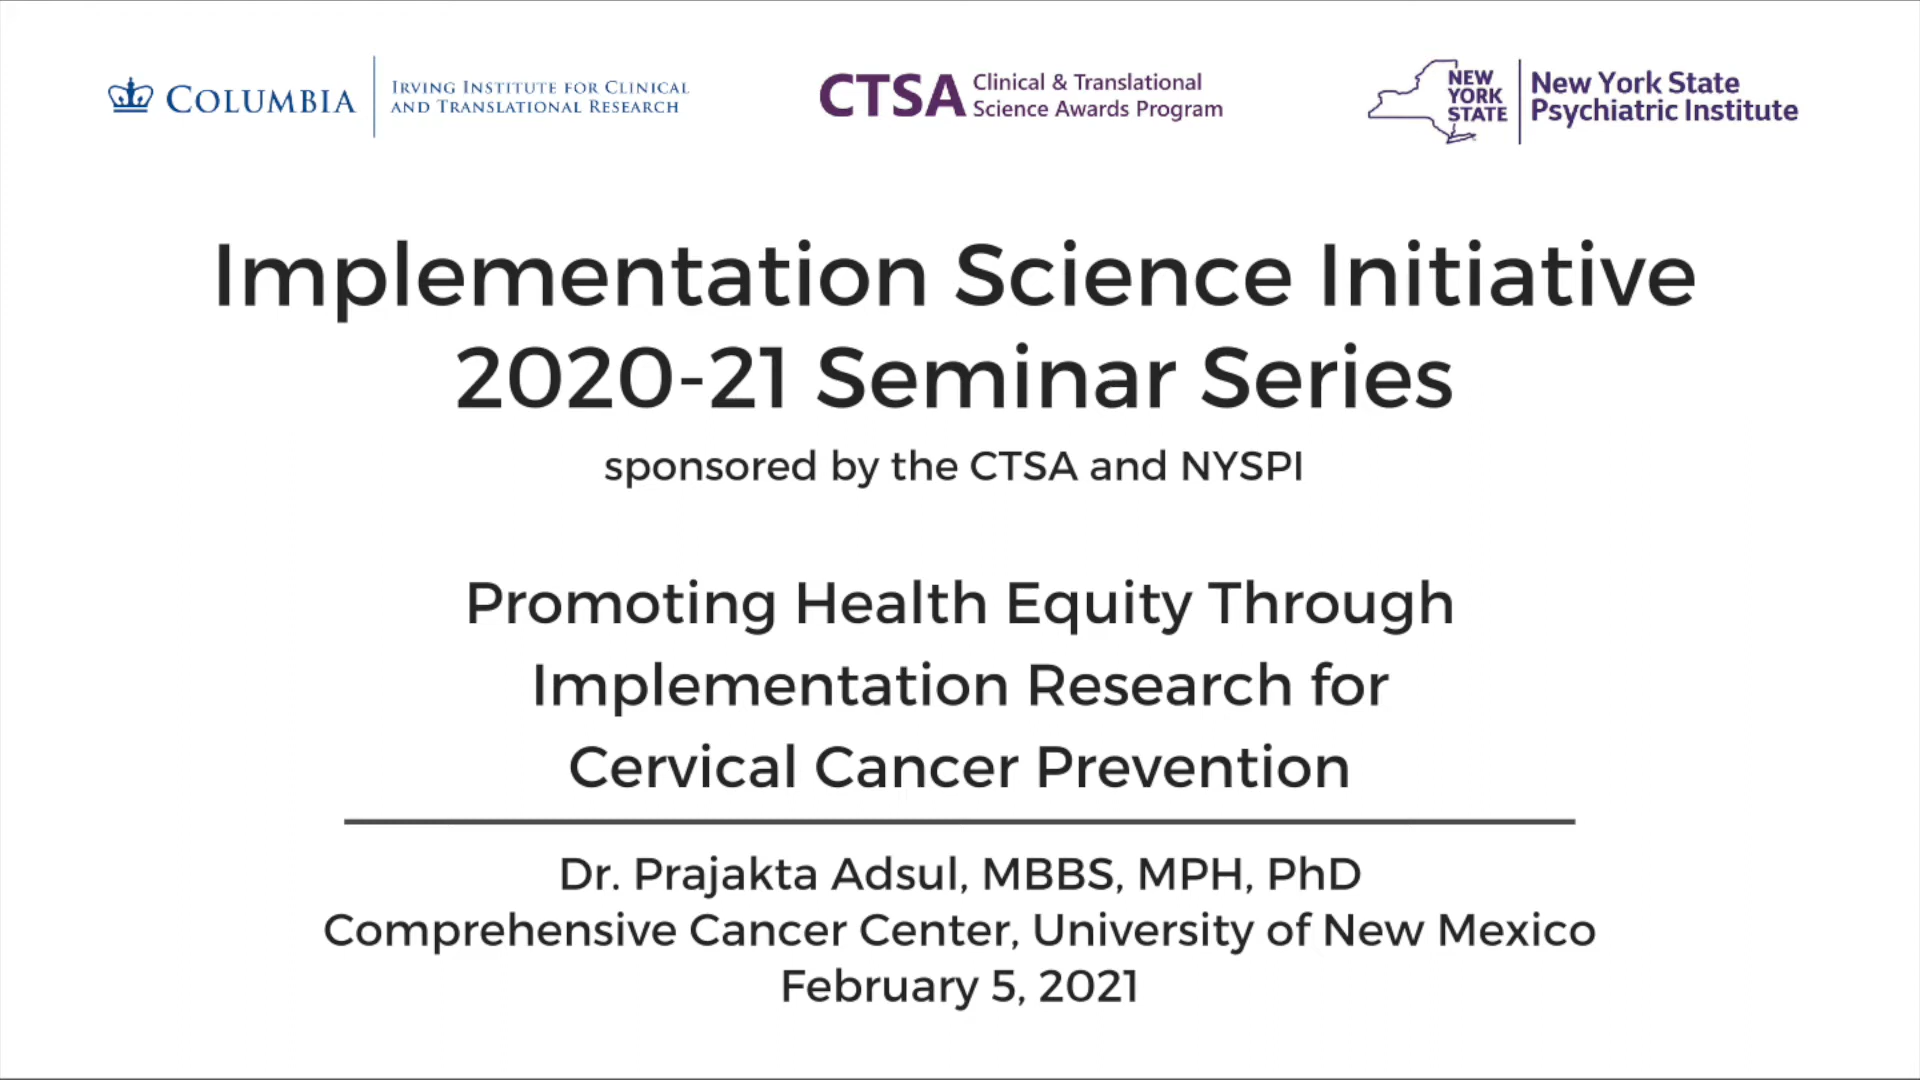 COLUMBIA
IRVING INSTITUTE FOR CLINICAL
AND TRANSLATIONAL RESEARCH
CTSA
Clinical & Translational
Science Awards Program
NEW
YORK
STATE
New York State
Psychiatric Institute
Implementation Science Initiative
2020-21 Seminar Series
sponsored by the CTSA and NYSPI
Promoting Health Equity Through
Implementation Research for
Cervical Cancer Prevention
Dr. Prajakta Adsul, MBBS, MPH, PhD
Comprehensive Cancer Center, University of New Mexico
February 5, 2021